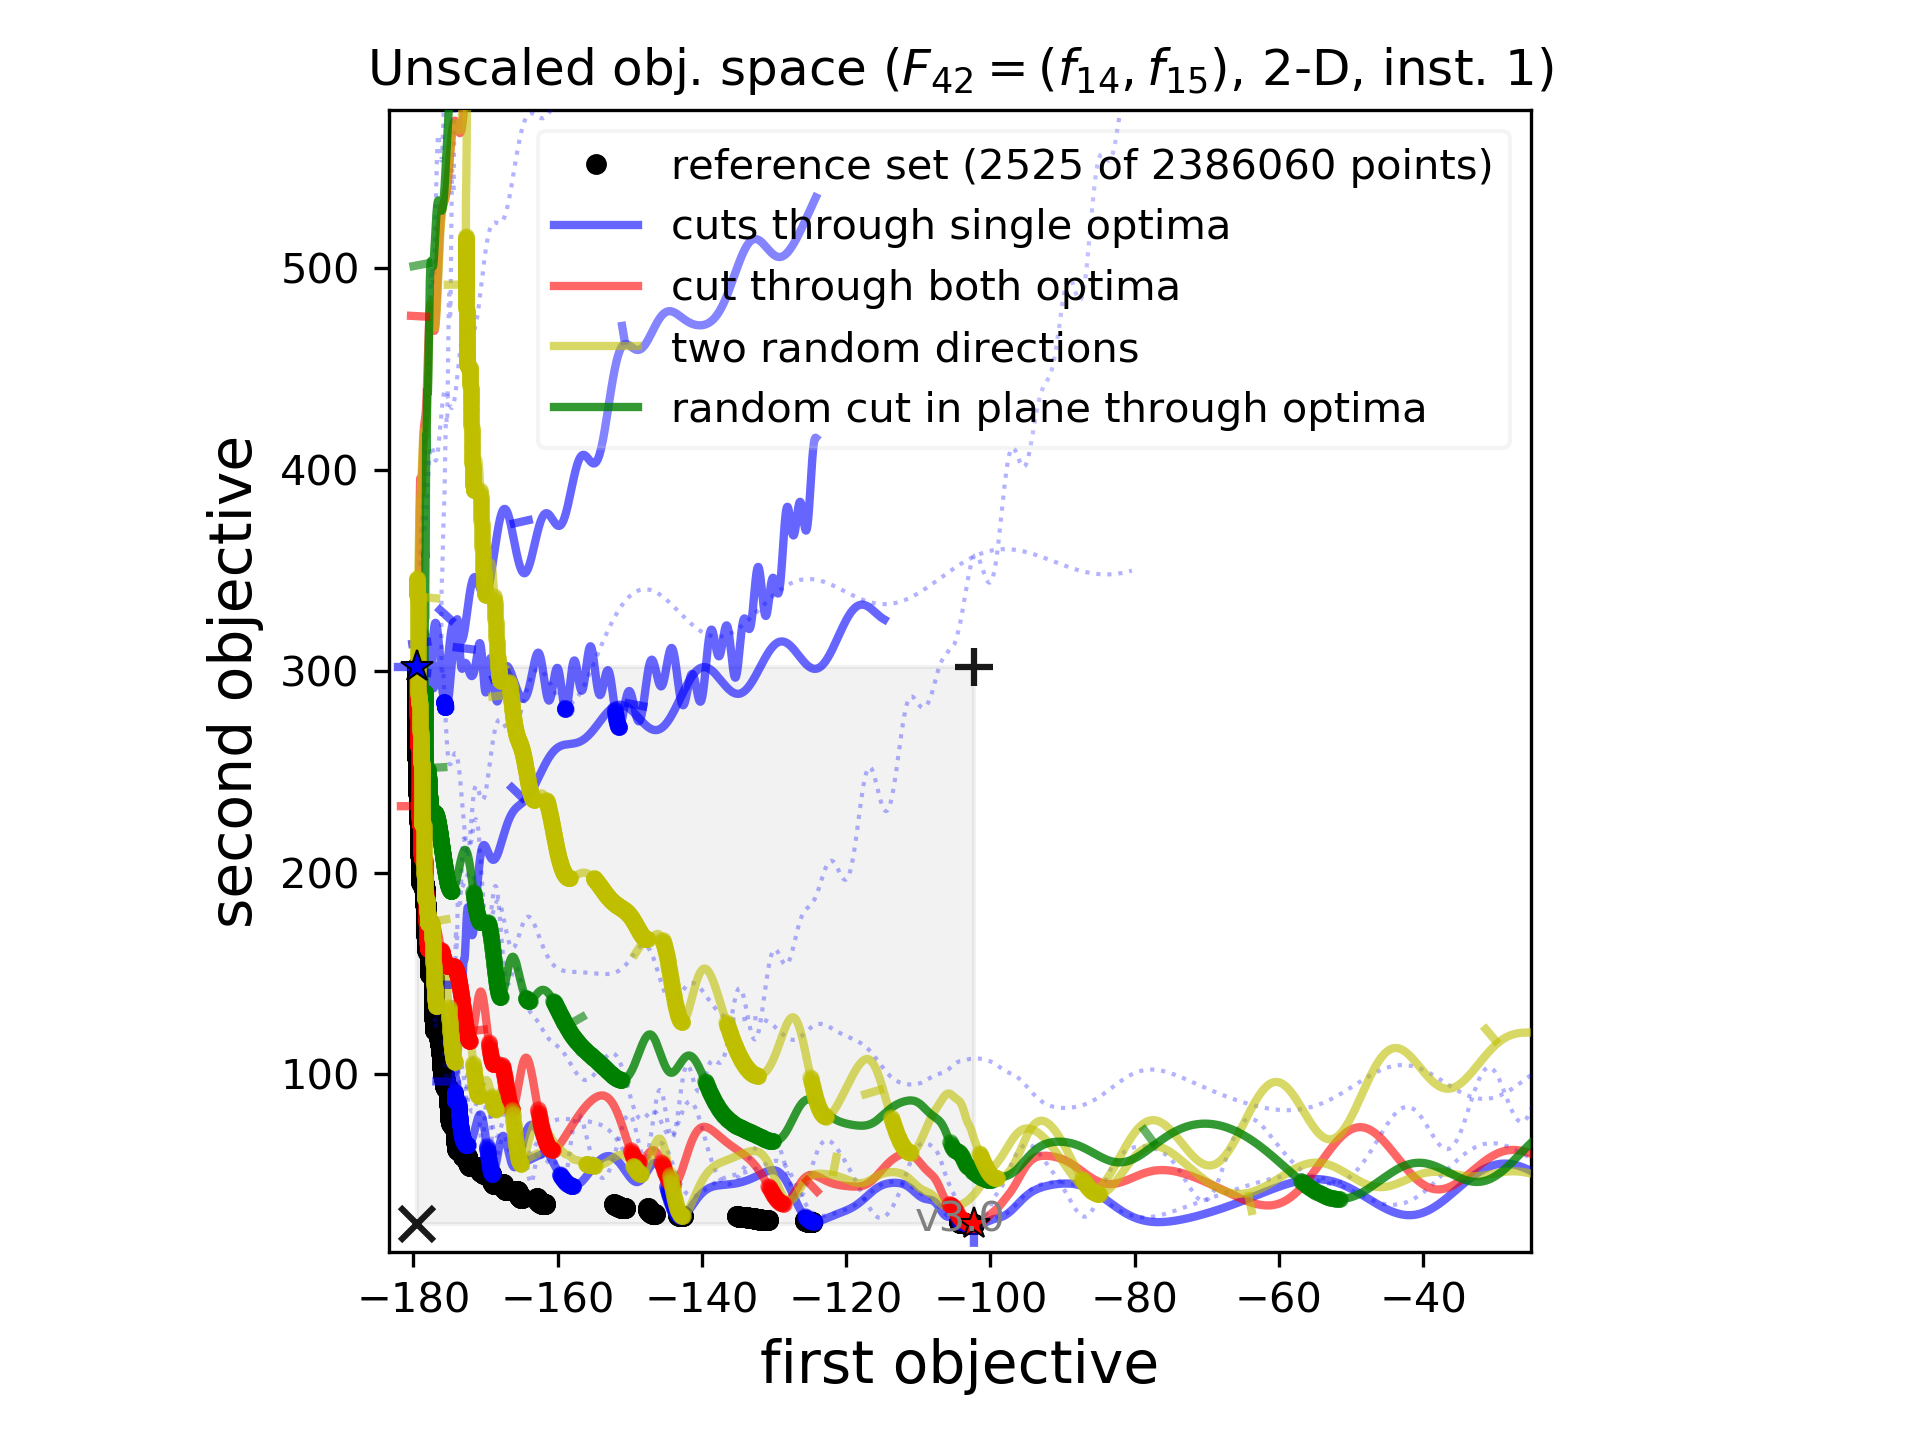 Unscaled obj. space (F₄₂ = (f₁₄, f₁₅), 2-D, inst. 1)
reference set (2525 of 2386060 points)
cuts through single optima
cut through both optima
two random directions
random cut in plane through optima
second objective
500
400
300
200
100
v3.0
−180 −160 −140 −120 −100 −80 −60 −40
first objective